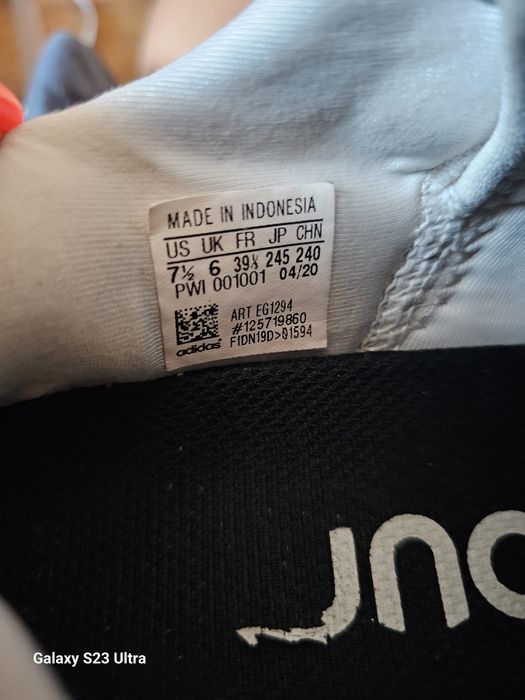 MADE IN INDONESIA
US UK FR JP CHN
7½ 6 39⅓ 245 240
PWI 001001 04/20
ART EG1294
#125719860
adidas FIDN19D>01594
our
Galaxy S23 Ultra